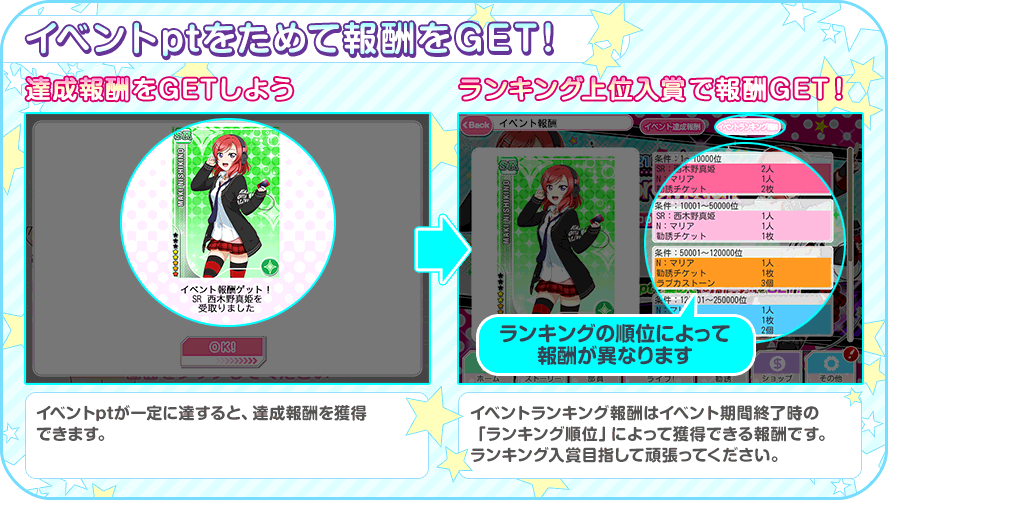 イベントptをためて報酬をGET!
達成報酬をGETしよう
SR
MAKI NISHIKINO
イベント報酬ゲット!
SR 西木野真姫を
受取りました
OK!
イベントptが一定に達すると、達成報酬を獲得
できます。
ランキング上位入賞で報酬GET!
Back
イベント報酬
イベント達成報酬
SR
MAKI NISHIKINO
条件:1~10000位
SR:西木野真姫 2人
N:マリア 1人
勧誘チケット 2枚
条件:10001~50000位
SR:西木野真姫 1人
N:マリア 1人
勧誘チケット 1枚
条件:50001~120000位
N:マリア 1人
勧誘チケット 1枚
ラブカストーン 3個
~250000位
1人
1枚
2個
ランキングの順位によって
報酬が異なります
ホーム ストーリー 部員 ライブ! 勧誘 ショップ その他
イベントランキング報酬はイベント期間終了時の
「ランキング順位」によって獲得できる報酬です。
ランキング入賞目指して頑張ってください。